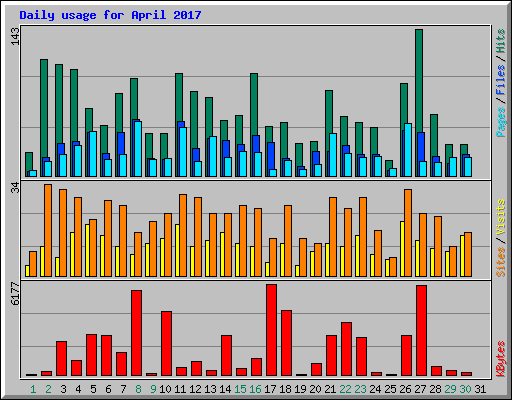 Daily usage for April 2017
143
Pages / Files / Hits
34
Sites / Visits
6177
KBytes
1 2 3 4 5 6 7 8 9 10 11 12 13 14 15 16 17 18 19 20 21 22 23 24 25 26 27 28 29 30 31